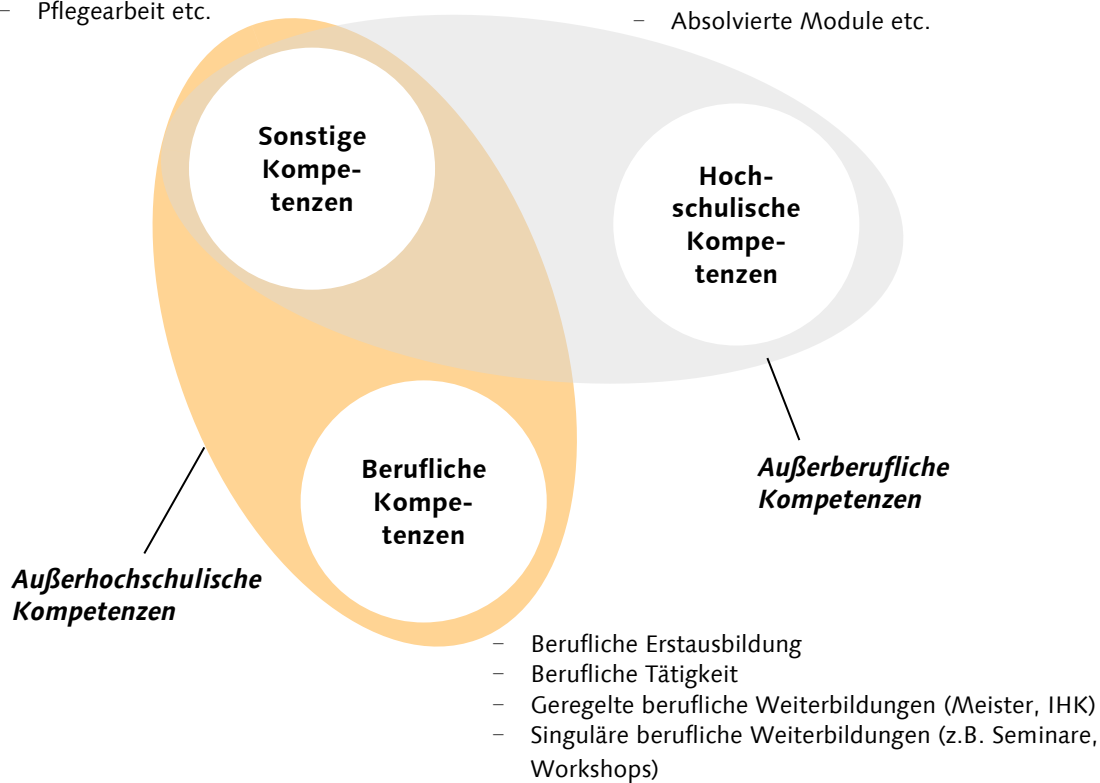 – Pflegearbeit etc.
– Absolvierte Module etc.
Sonstige
Kompe-
tenzen
Hoch-
schulische
Kompe-
tenzen
Berufliche
Kompe-
tenzen
Außerberufliche
Kompetenzen
Außerhochschulische
Kompetenzen
– Berufliche Erstausbildung
– Berufliche Tätigkeit
– Geregelte berufliche Weiterbildungen (Meister, IHK)
– Singuläre berufliche Weiterbildungen (z.B. Seminare,
Workshops)